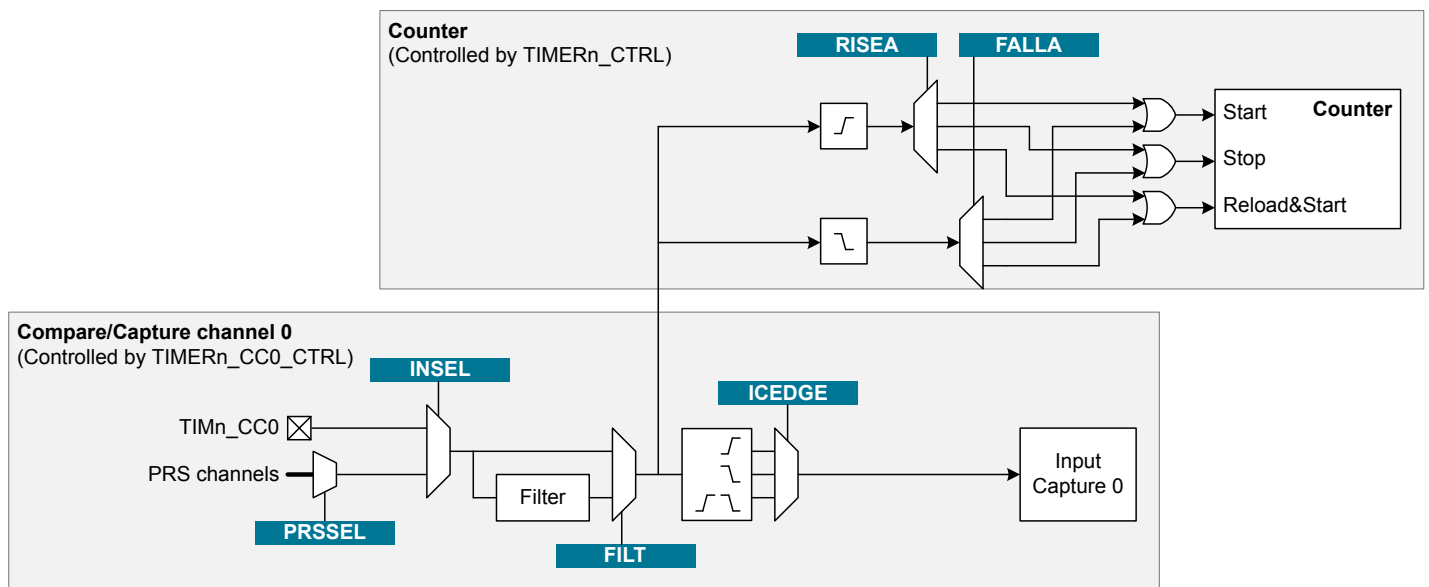 Counter
(Controlled by TIMERn_CTRL)
RISEA
FALLA
Start
Counter
Stop
Reload&Start
Compare/Capture channel 0
(Controlled by TIMERn_CC0_CTRL)
INSEL
ICEDGE
TIMn_CC0
PRS channels
Filter
Input
Capture 0
PRSSEL
FILT